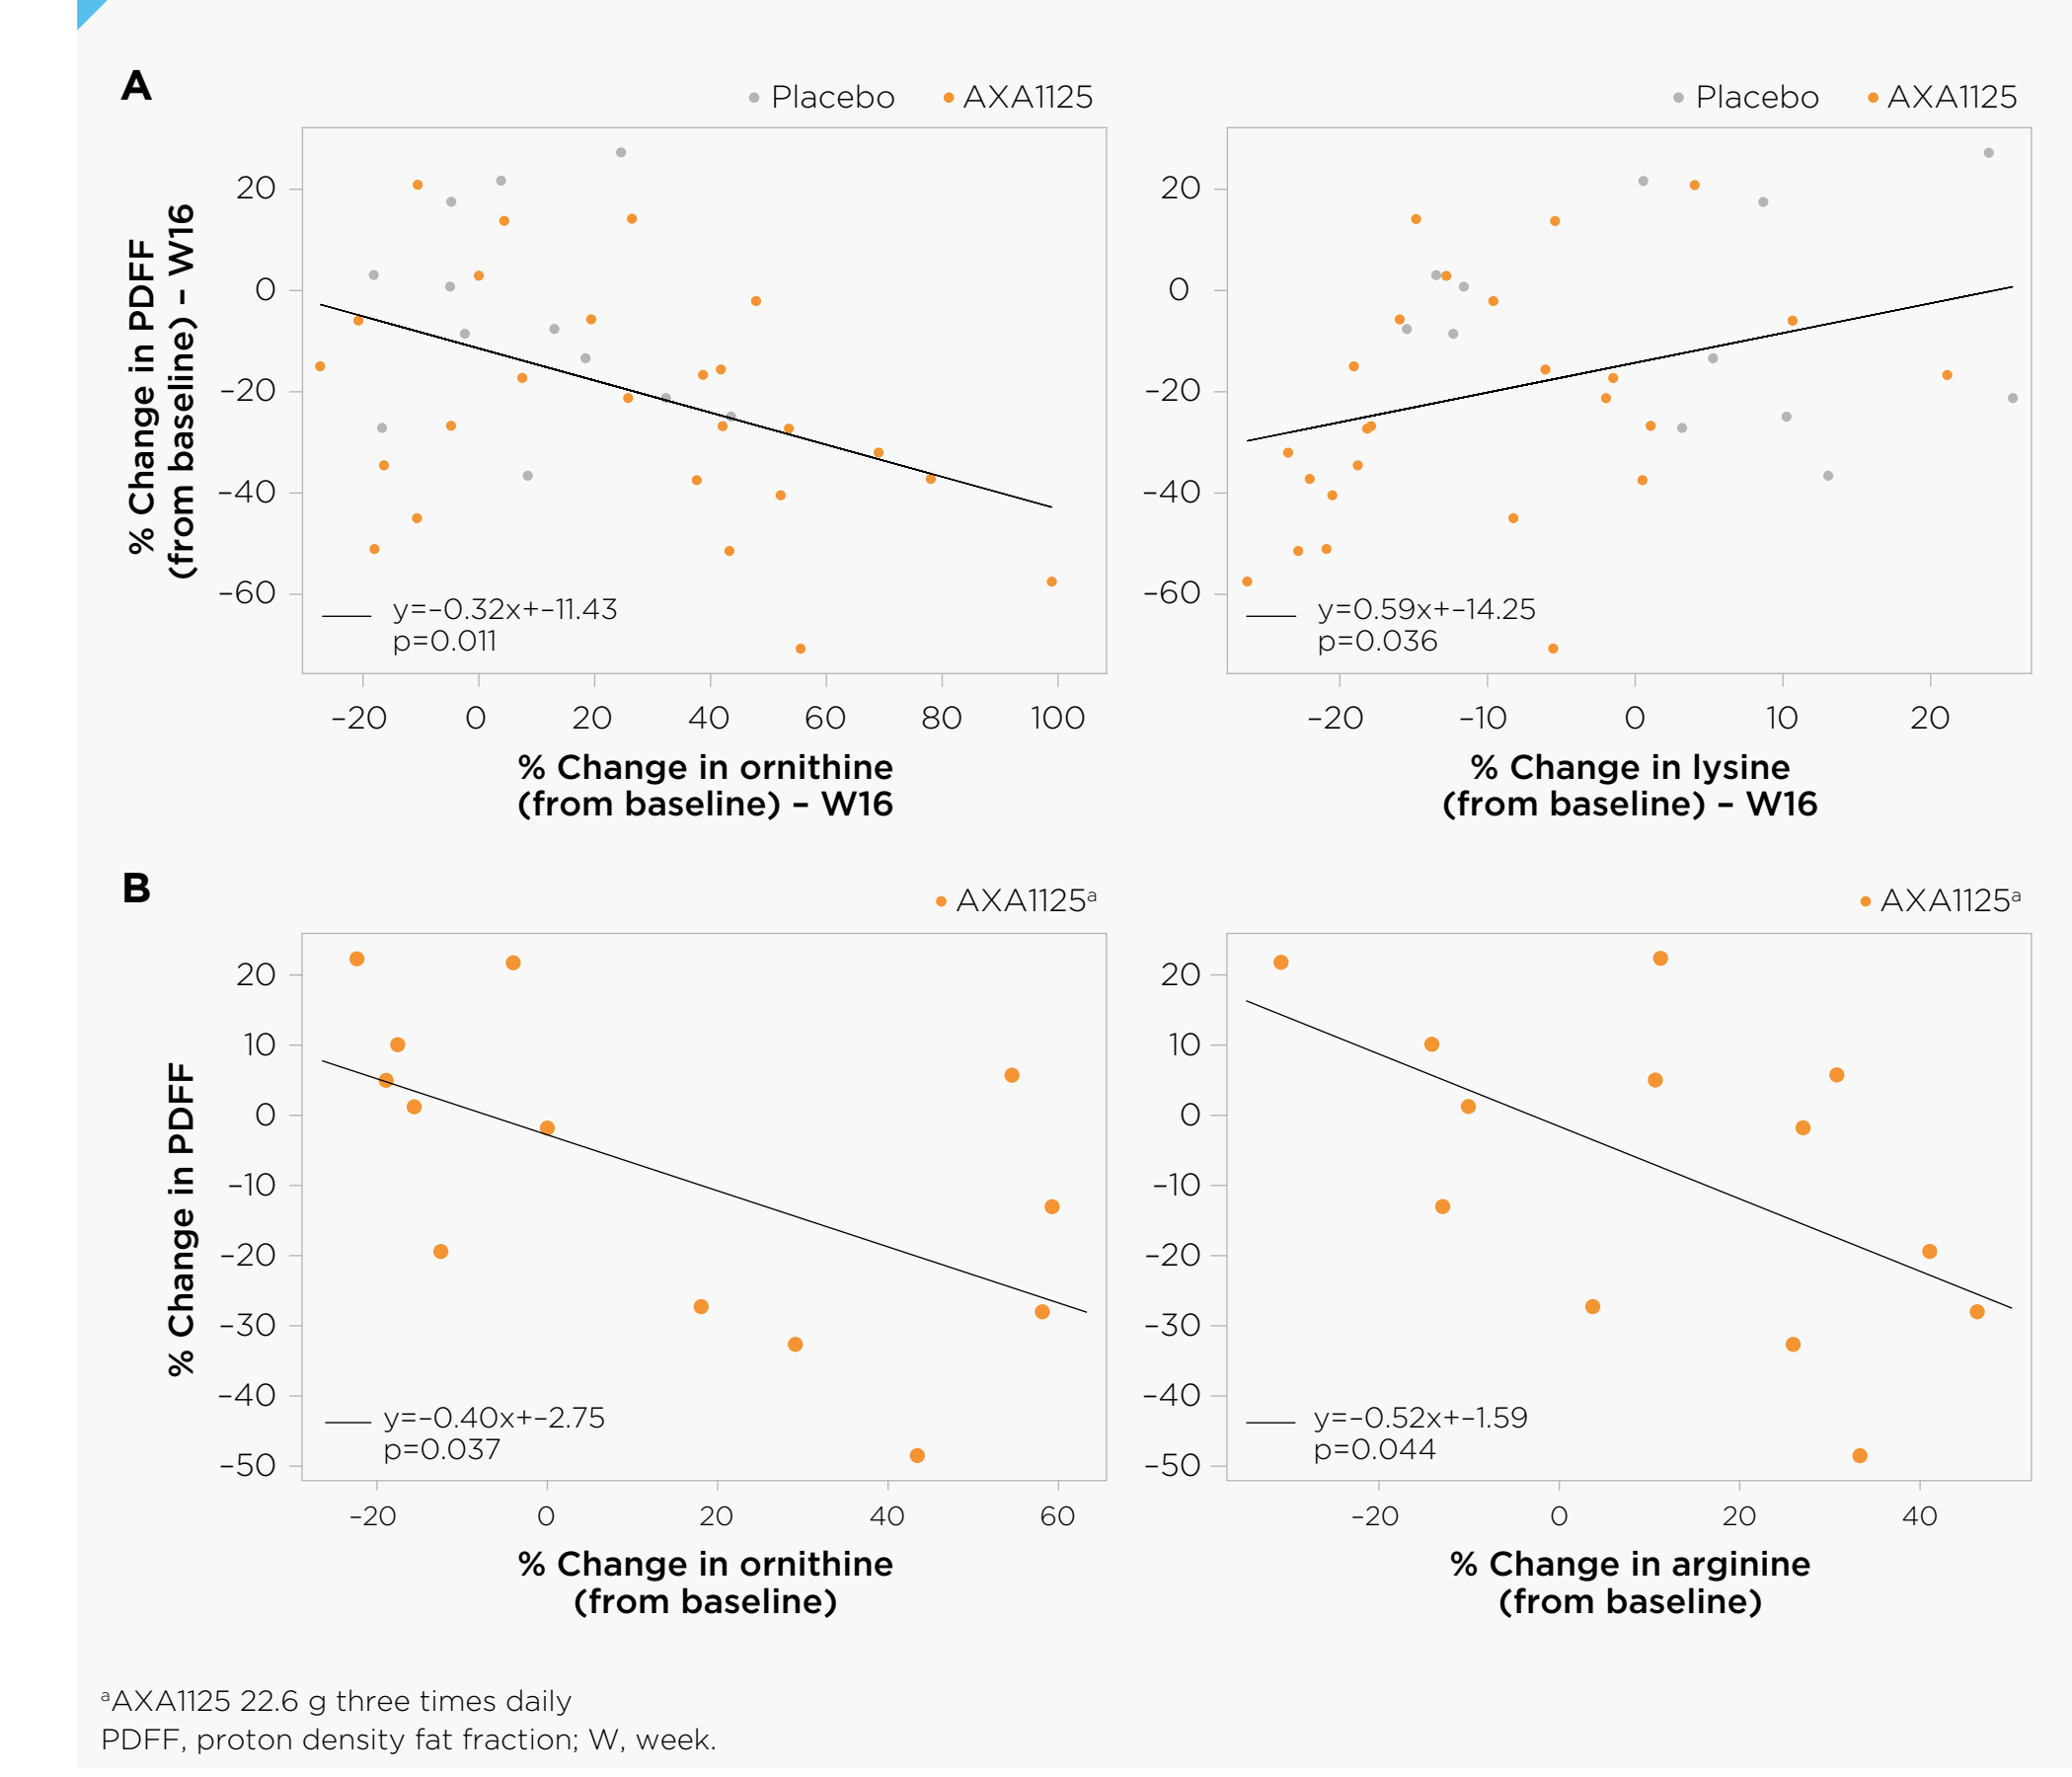 A
Placebo AXA1125
20
0
–20
–40
–60
% Change in PDFF
(from baseline) – W16
y=–0.32x+–11.43
p=0.011
–20 0 20 40 60 80 100
% Change in ornithine
(from baseline) – W16
Placebo AXA1125
20
0
–20
–40
–60
y=0.59x+–14.25
p=0.036
–20 –10 0 10 20
% Change in lysine
(from baseline) – W16
B
AXA1125ᵃ
20
10
0
–10
–20
–30
–40
–50
% Change in PDFF
y=–0.40x+–2.75
p=0.037
–20 0 20 40 60
% Change in ornithine
(from baseline)
AXA1125ᵃ
20
10
0
–10
–20
–30
–40
–50
y=–0.52x+–1.59
p=0.044
–20 0 20 40
% Change in arginine
(from baseline)
ᵃAXA1125 22.6 g three times daily
PDFF, proton density fat fraction; W, week.